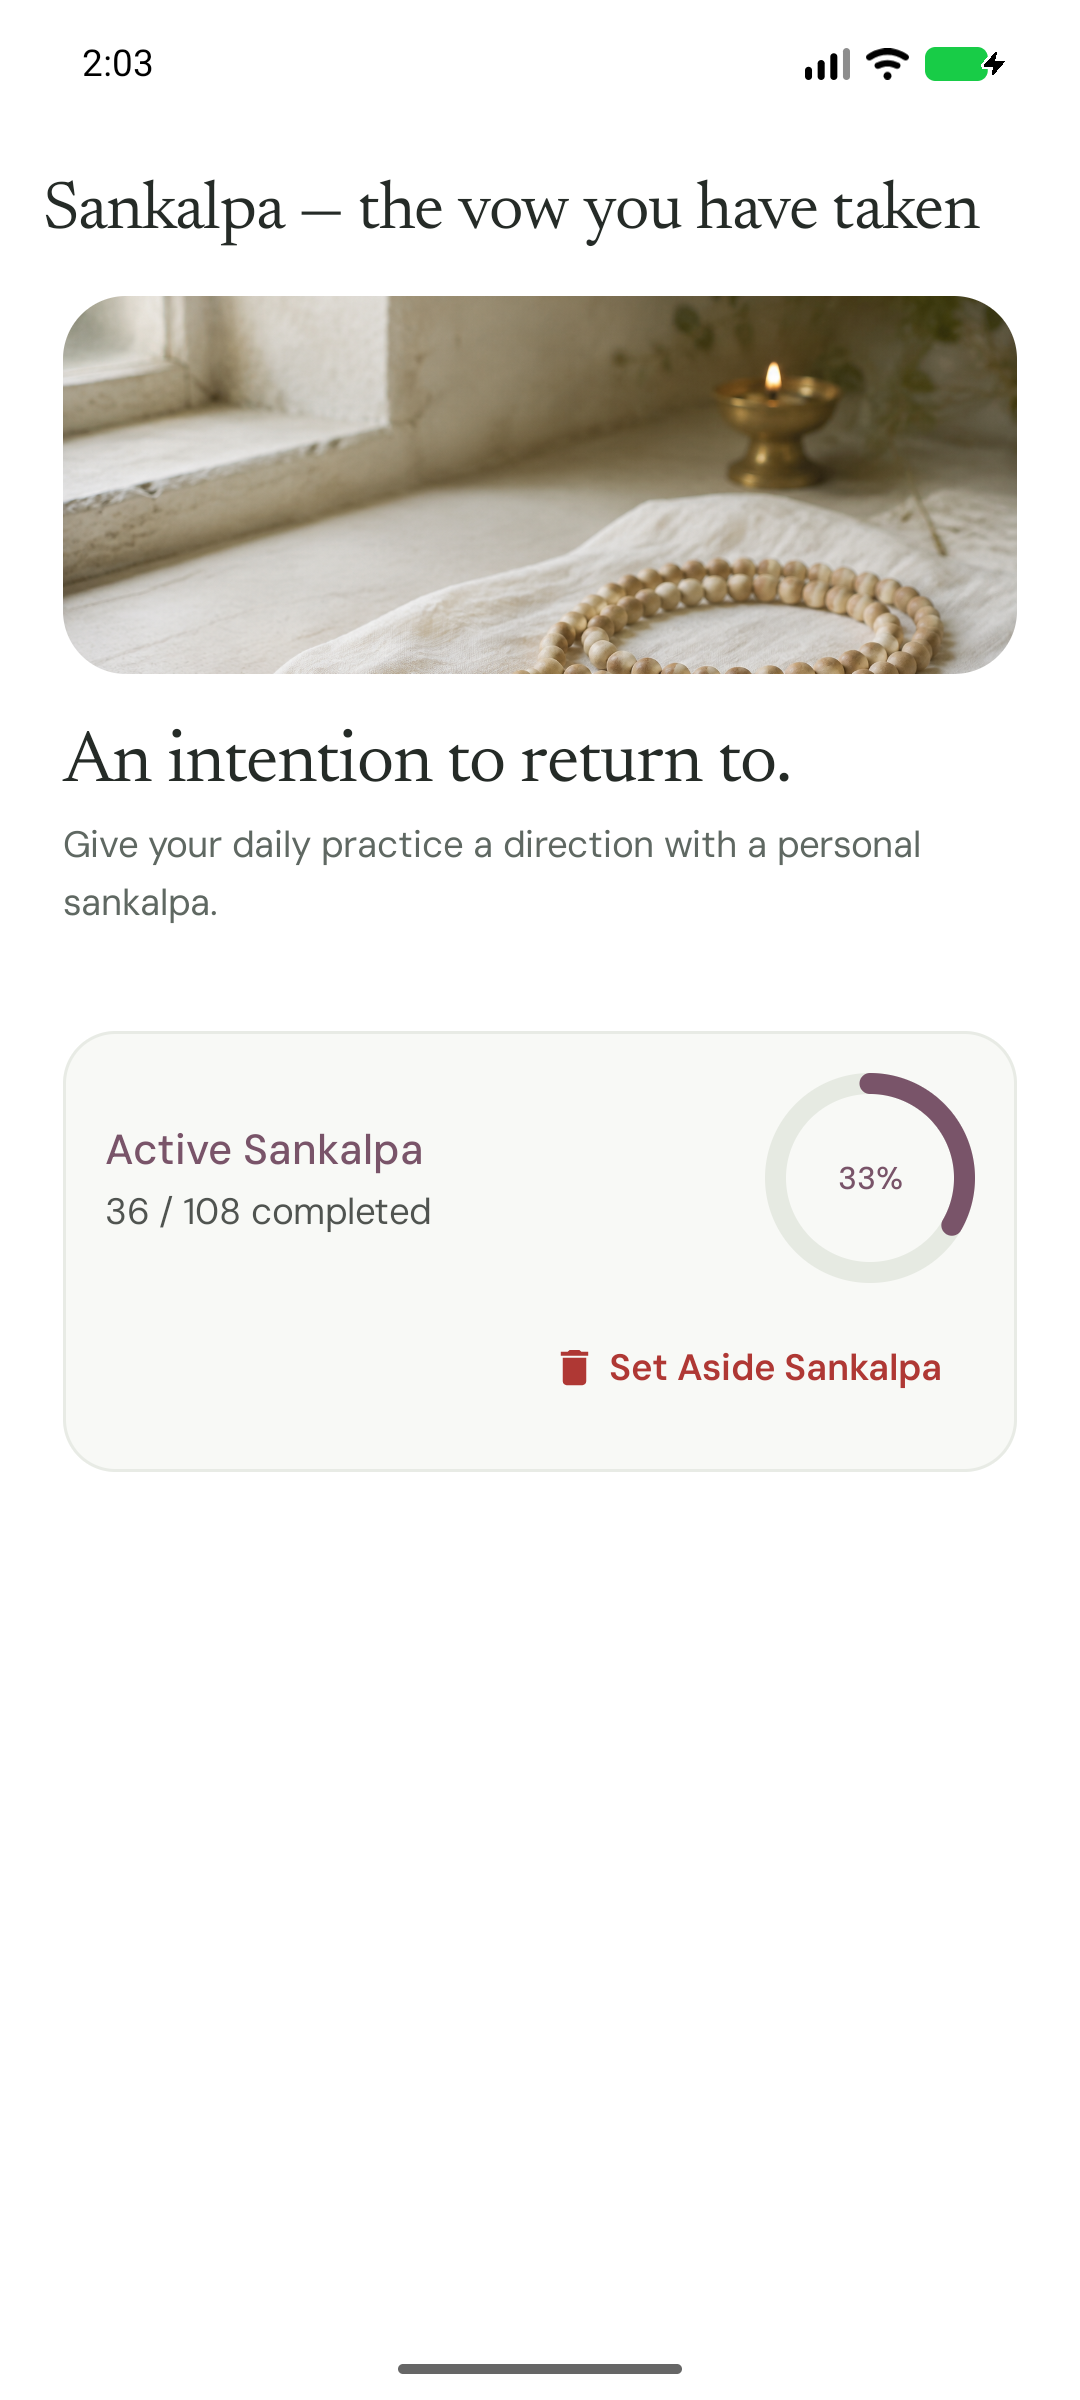 2:03
Sankalpa — the vow you have taken
An intention to return to.
Give your daily practice a direction with a personal
sankalpa.
Active Sankalpa
36 / 108 completed
33%
Set Aside Sankalpa